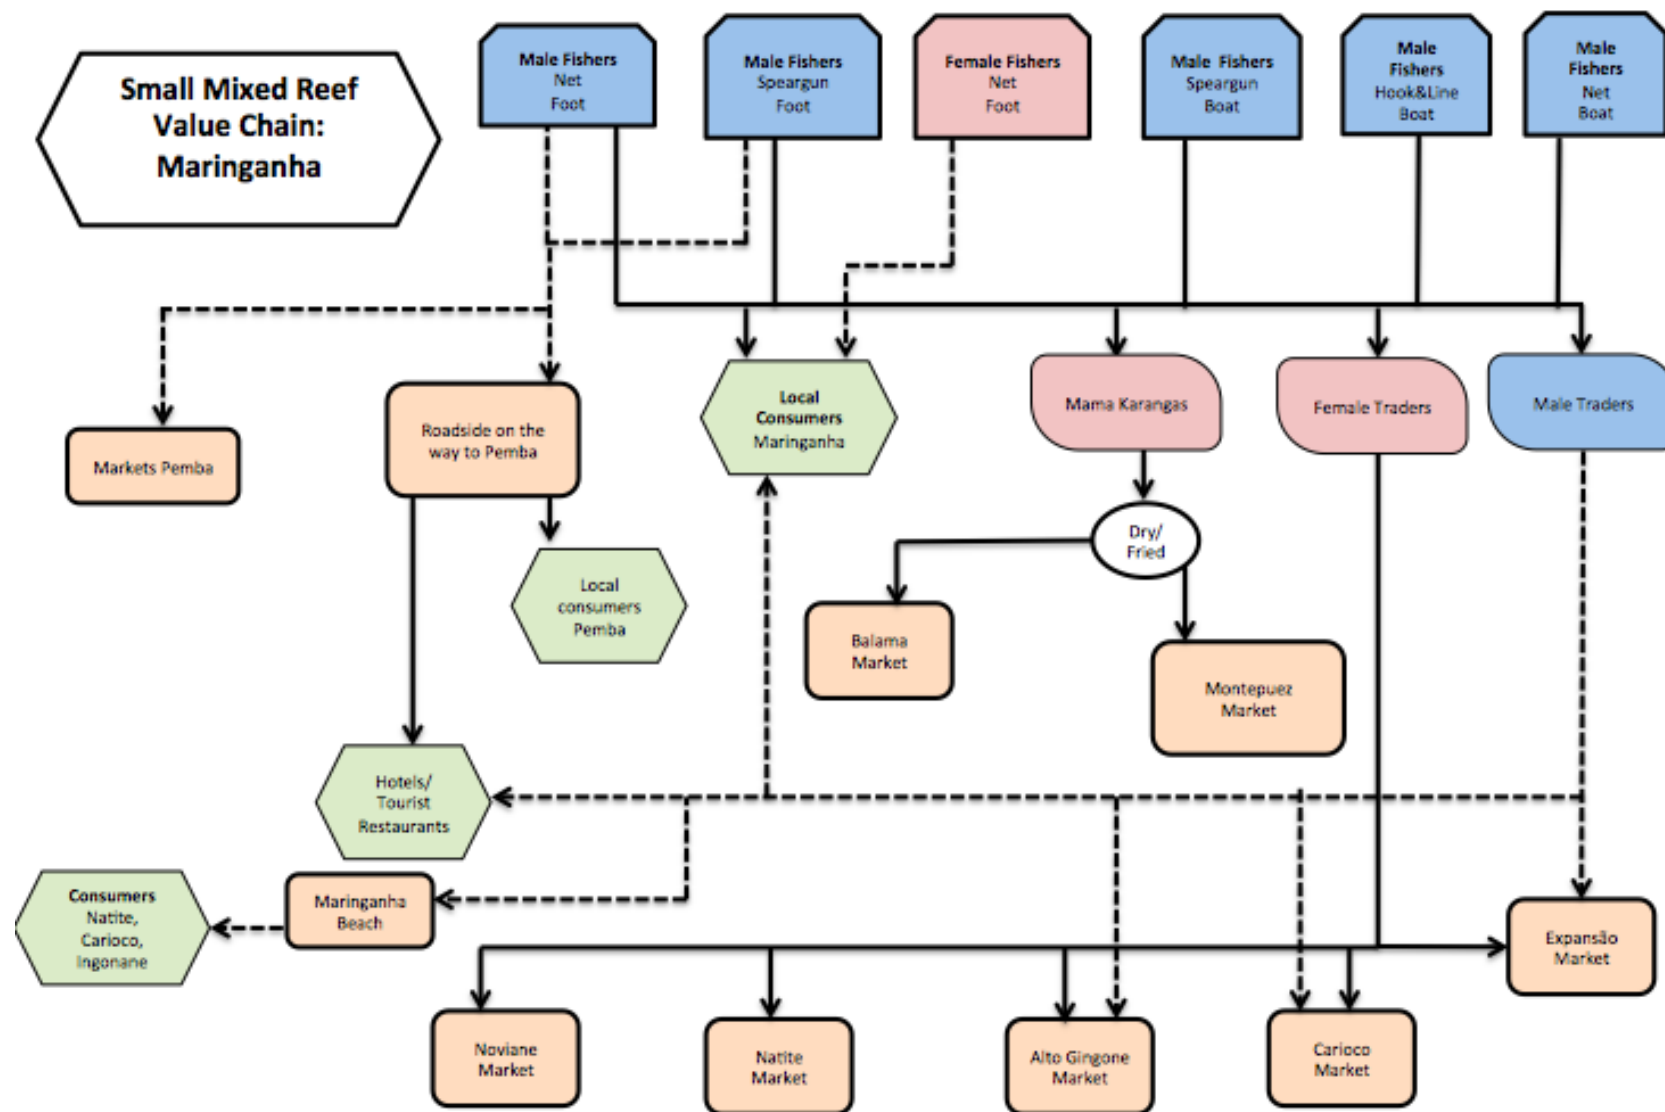 Small Mixed Reef
Value Chain:
Maringanha
Male Fishers
Net
Foot
Male Fishers
Speargun
Foot
Female Fishers
Net
Foot
Male Fishers
Speargun
Boat
Male
Fishers
Hook&Line
Boat
Male
Fishers
Net
Boat
Markets Pemba
Roadside on the
way to Pemba
Local
Consumers
Maringanha
Mama Karangas
Female Traders
Male Traders
Dry/
Fried
Local
consumers
Pemba
Balama
Market
Montepuez
Market
Hotels/
Tourist
Restaurants
Consumers
Natite,
Carioco,
Ingonane
Maringanha
Beach
Expansão
Market
Noviane
Market
Natite
Market
Alto Gingone
Market
Carioco
Market